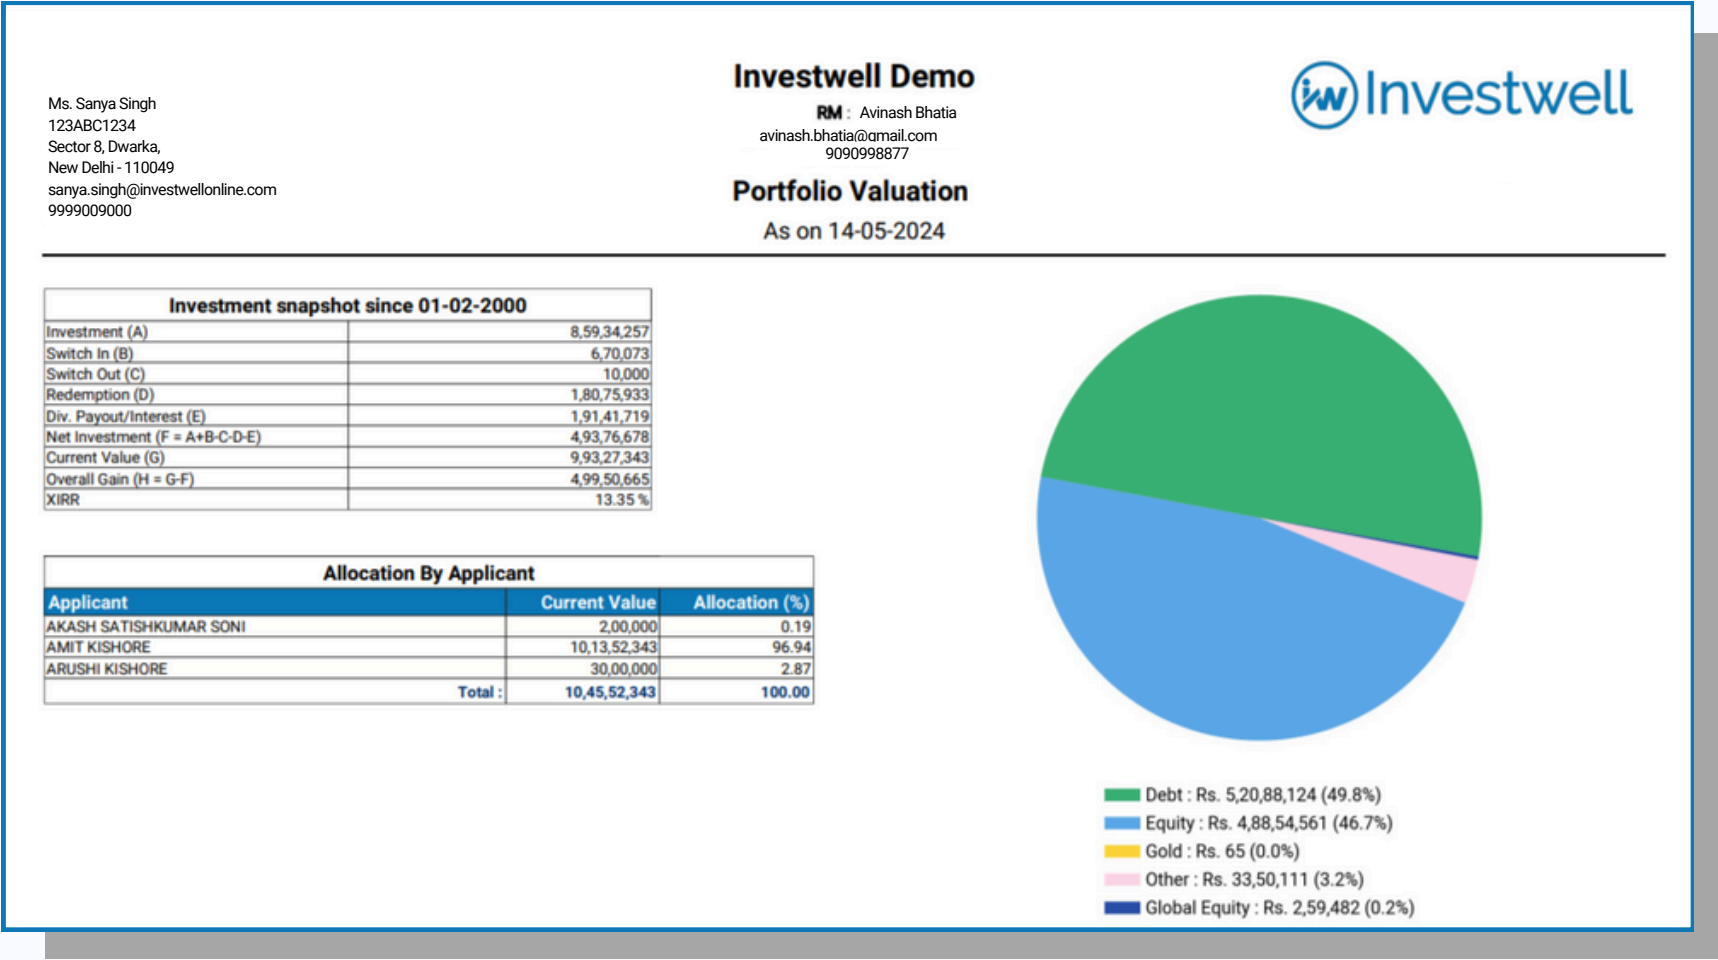 Ms. Sanya Singh
123ABC1234
Sector 8, Dwarka,
New Delhi - 110049
sanya.singh@investwellonline.com
9999009000
Investwell Demo
RM : Avinash Bhatia
avinash.bhatia@gmail.com
9090998877
Portfolio Valuation
As on 14-05-2024
iw Investwell
Investment snapshot since 01-02-2000
Investment (A) 8,59,34,257
Switch In (B) 6,70,073
Switch Out (C) 10,000
Redemption (D) 1,80,75,933
Div. Payout/Interest (E) 1,91,41,719
Net Investment (F = A+B-C-D-E) 4,93,76,678
Current Value (G) 9,93,27,343
Overall Gain (H = G-F) 4,99,50,665
XIRR 13.35 %
Allocation By Applicant
Applicant Current Value Allocation (%)
AKASH SATISHKUMAR SONI 2,00,000 0.19
AMIT KISHORE 10,13,52,343 96.94
ARUSHI KISHORE 30,00,000 2.87
Total : 10,45,52,343 100.00
Debt : Rs. 5,20,88,124 (49.8%)
Equity : Rs. 4,88,54,561 (46.7%)
Gold : Rs. 65 (0.0%)
Other : Rs. 33,50,111 (3.2%)
Global Equity : Rs. 2,59,482 (0.2%)